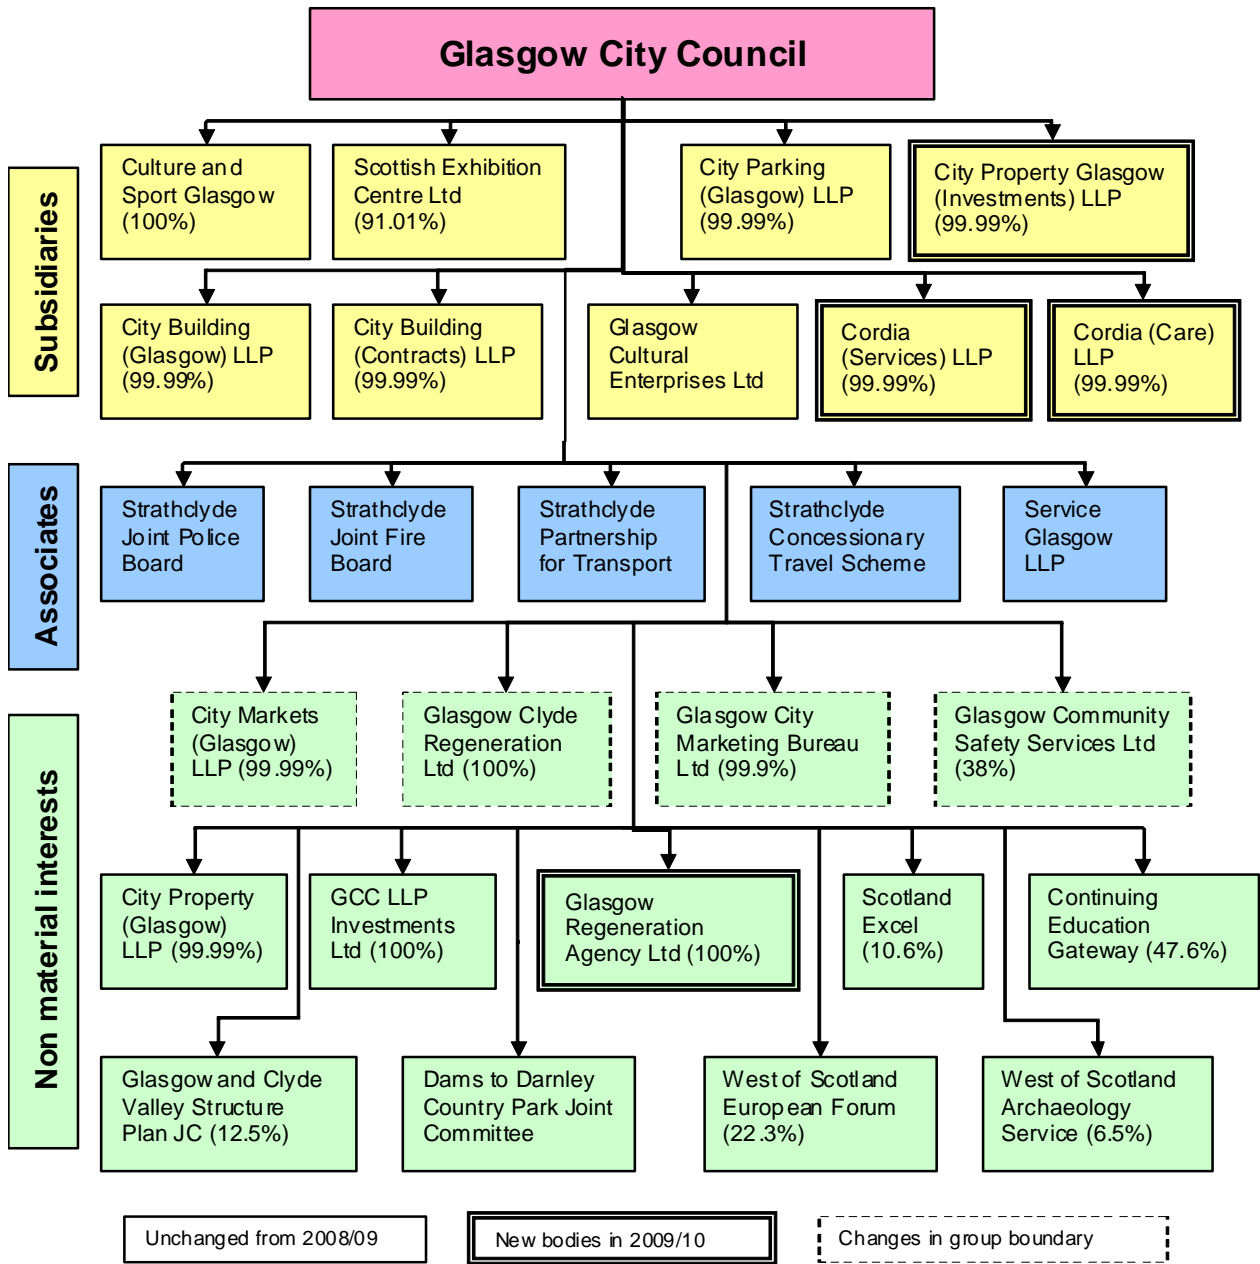 Glasgow City Council
Subsidiaries
Culture and
Sport Glasgow
(100%)
Scottish Exhibition
Centre Ltd
(91.01%)
City Parking
(Glasgow) LLP
(99.99%)
City Property Glasgow
(Investments) LLP
(99.99%)
City Building
(Glasgow) LLP
(99.99%)
City Building
(Contracts) LLP
(99.99%)
Glasgow
Cultural
Enterprises Ltd
Cordia
(Services) LLP
(99.99%)
Cordia (Care)
LLP
(99.99%)
Associates
Strathclyde
Joint Police
Board
Strathclyde
Joint Fire
Board
Strathclyde
Partnership
for Transport
Strathclyde
Concessionary
Travel Scheme
Service
Glasgow
LLP
Non material interests
City Markets
(Glasgow)
LLP (99.99%)
Glasgow Clyde
Regeneration
Ltd (100%)
Glasgow City
Marketing Bureau
Ltd (99.9%)
Glasgow Community
Safety Services Ltd
(38%)
City Property
(Glasgow)
LLP (99.99%)
GCC LLP
Investments
Ltd (100%)
Glasgow
Regeneration
Agency Ltd (100%)
Scotland
Excel
(10.6%)
Continuing
Education
Gateway (47.6%)
Glasgow and Clyde
Valley Structure
Plan JC (12.5%)
Dams to Darnley
Country Park Joint
Committee
West of Scotland
European Forum
(22.3%)
West of Scotland
Archaeology
Service (6.5%)
Unchanged from 2008/09
New bodies in 2009/10
Changes in group boundary